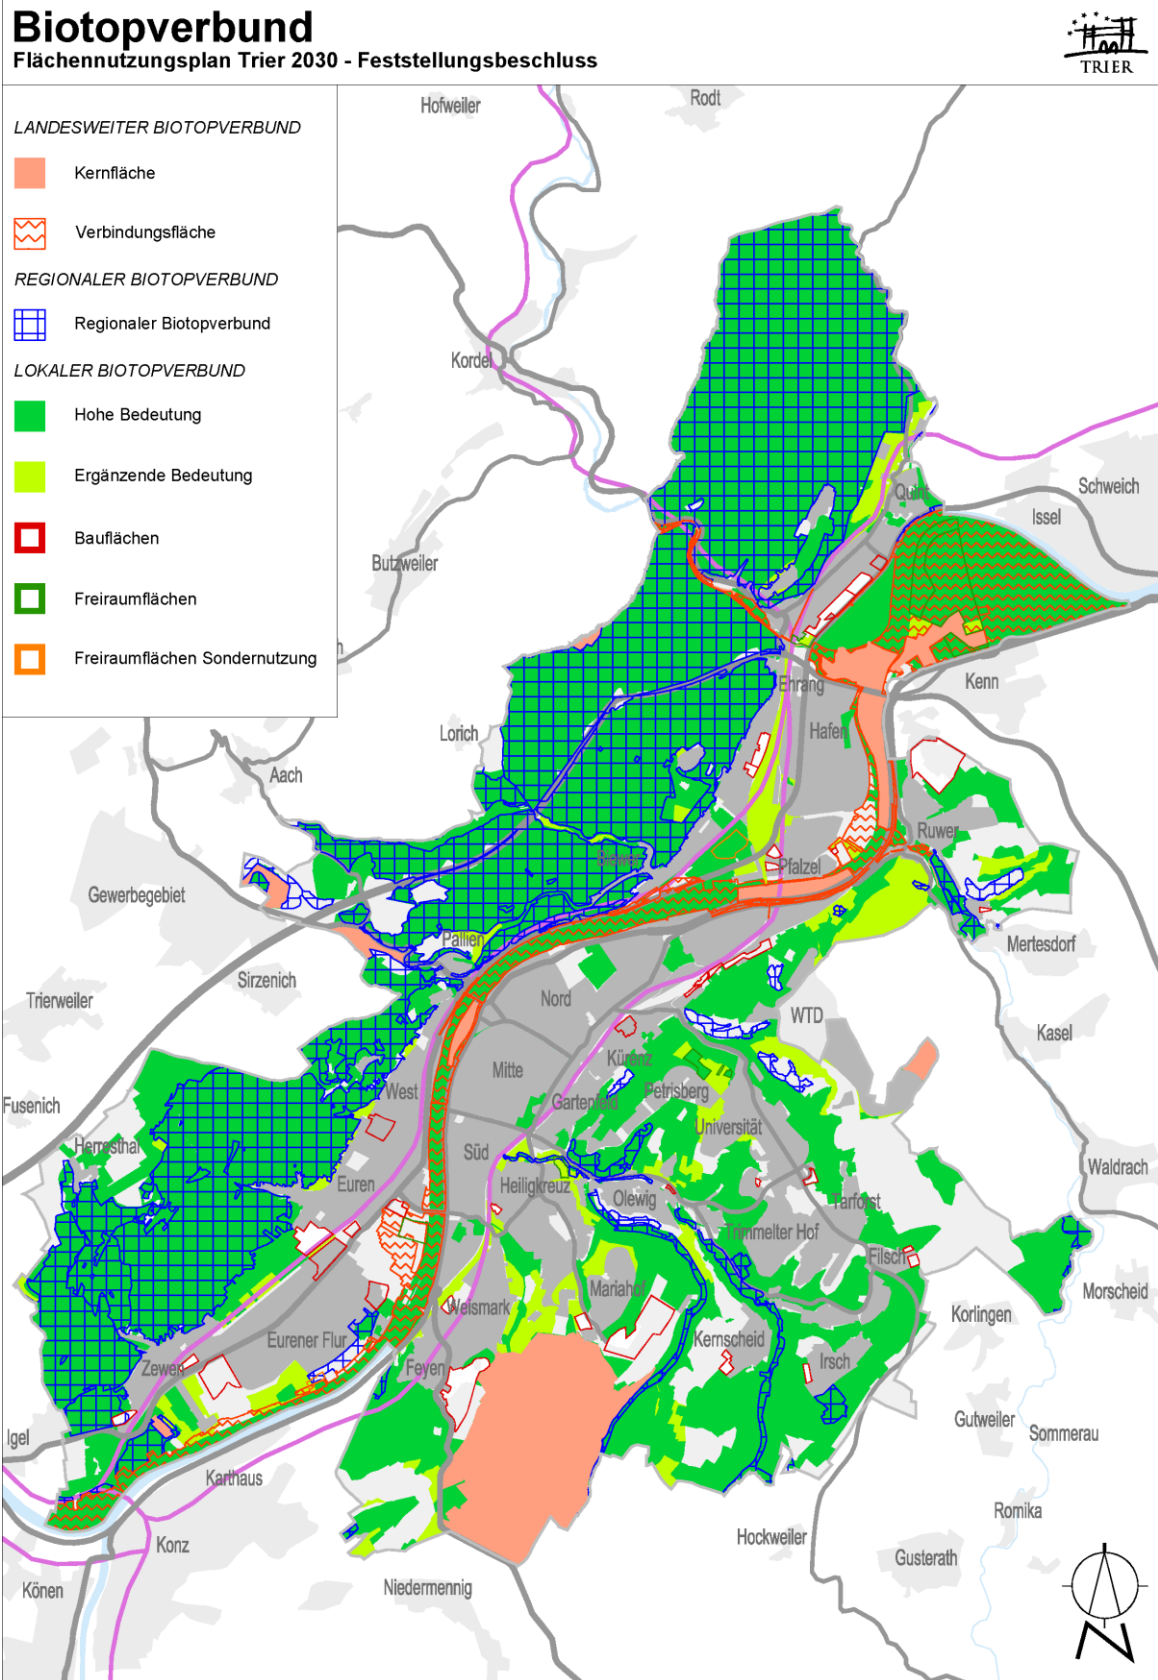 Biotopverbund
Flächennutzungsplan Trier 2030 - Feststellungsbeschluss
TRIER
LANDESWEITER BIOTOPVERBUND
Kernfläche
Verbindungsfläche
REGIONALER BIOTOPVERBUND
Regionaler Biotopverbund
LOKALER BIOTOPVERBUND
Hohe Bedeutung
Ergänzende Bedeutung
Bauflächen
Freiraumflächen
Freiraumflächen Sondernutzung
Hofweiler
Rodt
Kordel
Schweich
Quint
Issel
Butzweiler
h
Kenn
Ehrang
Lorich
Hafen
Aach
Ruwer
Biewer
Pfalzel
Gewerbegebiet
Pallien
Mertesdorf
Sirzenich
Trierweiler
Nord
WTD
Kasel
Kürenz
Mitte
West
Petrisberg
Gartenfeld
Fusenich
Universität
Herresthal
Süd
Waldrach
Euren
Heiligkreuz
Olewig
Tarforst
Trimmelter Hof
Filsch
Mariahof
Morscheid
Weismark
Korlingen
Eurener Flur
Kernscheid
Irsch
Zewen
Feyen
Gutweiler
Igel
Sommerau
Karthaus
Romika
Konz
Hockweiler
Gusterath
Könen
Niedermennig
N